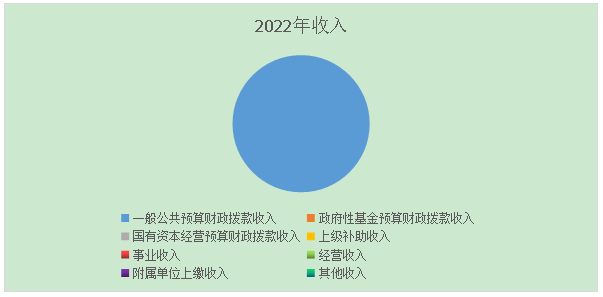 2022年收入
一般公共预算财政拨款收入 政府性基金预算财政拨款收入
国有资本经营预算财政拨款收入 上级补助收入
事业收入 经营收入
附属单位上缴收入 其他收入